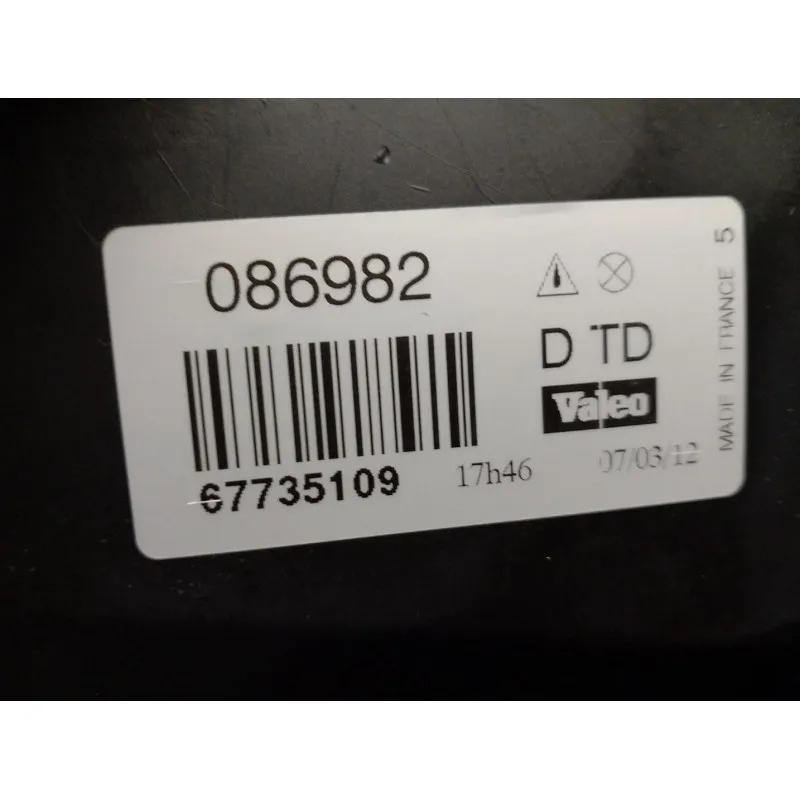 086982
D TD
Valeo
67735109
17h46
07/03/12
MADE IN FRANCE 5